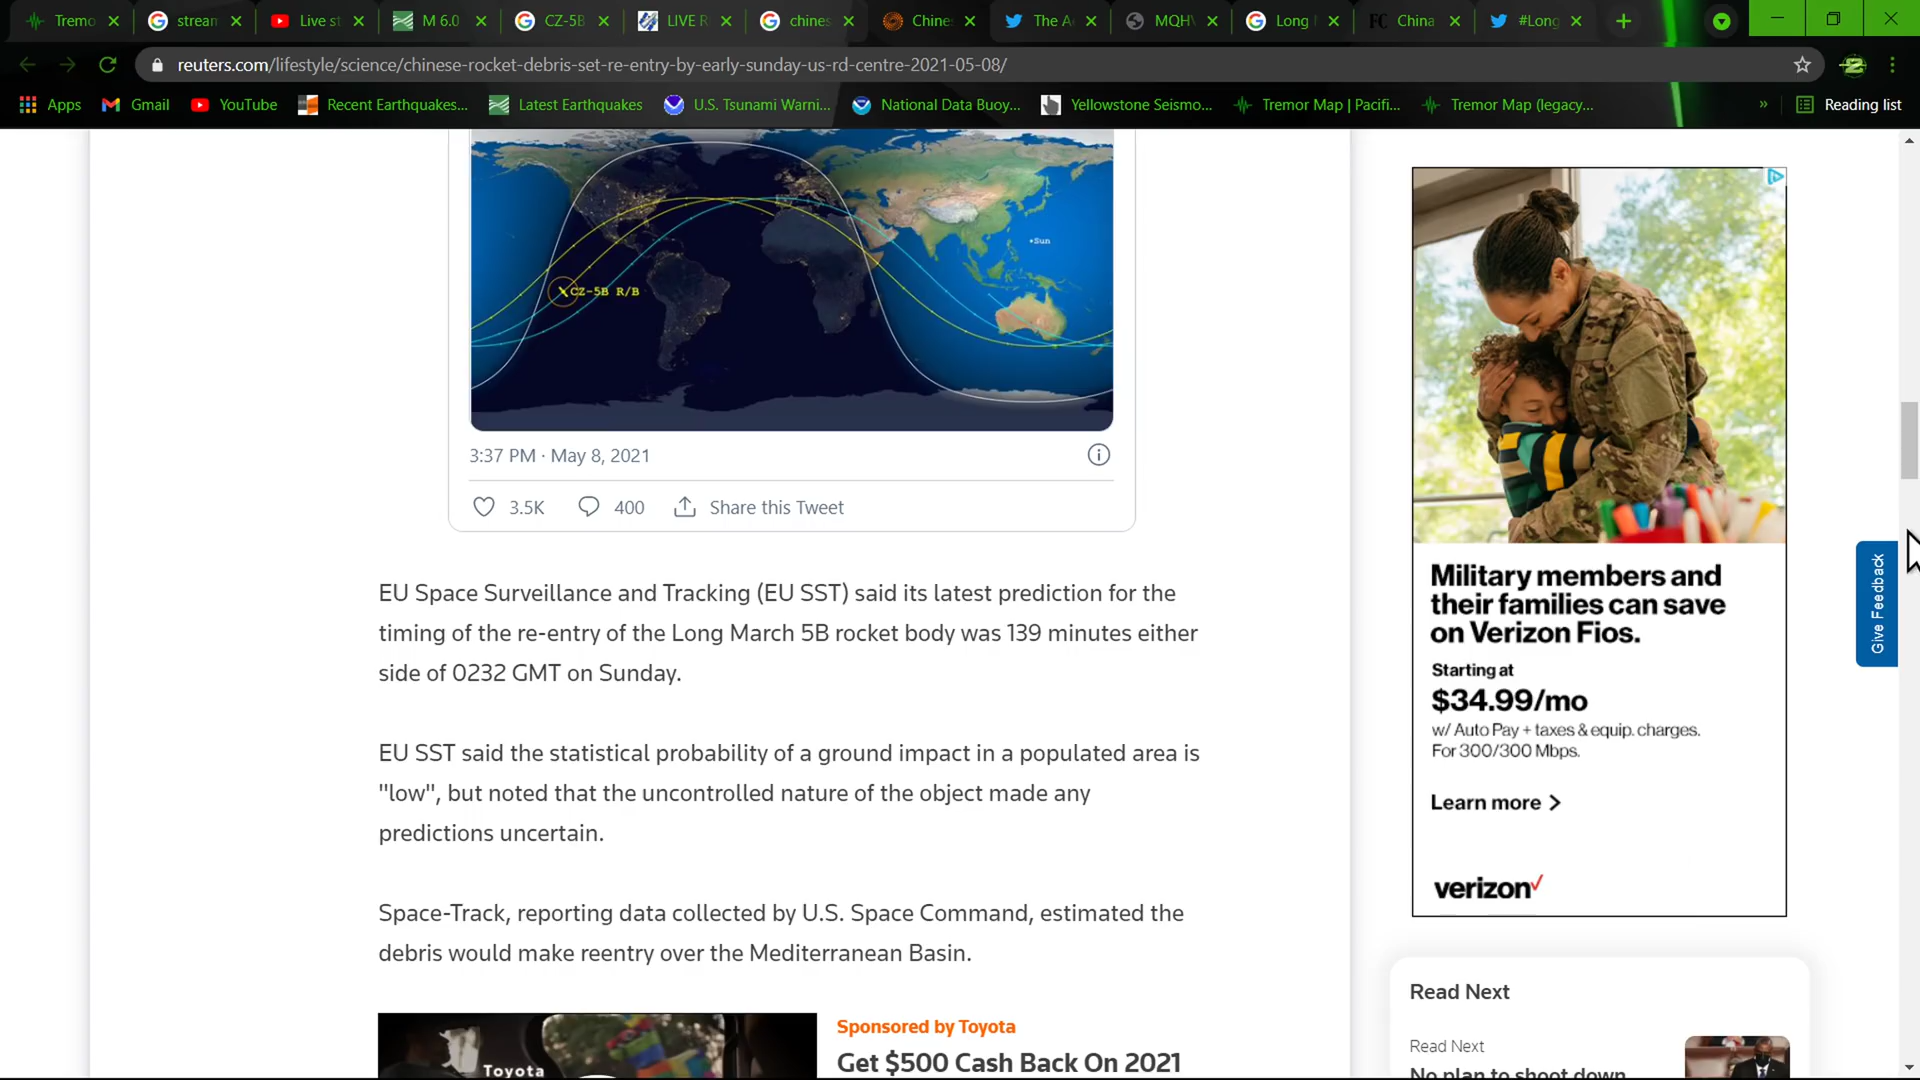 Tremo
stream
Live st
M 6.0
CZ-5B
LIVE R
chines
Chines
The A
MQHV
Long
China
#Long
reuters.com/lifestyle/science/chinese-rocket-debris-set-re-entry-by-early-sunday-us-rd-centre-2021-05-08/
Apps
Gmail
YouTube
Recent Earthquakes...
Latest Earthquakes
U.S. Tsunami Warni...
National Data Buoy...
Yellowstone Seismo...
Tremor Map | Pacifi...
Tremor Map (legacy...
»
Reading list
+Sun
CZ-5B R/B
3:37 PM · May 8, 2021
3.5K
400
Share this Tweet
EU Space Surveillance and Tracking (EU SST) said its latest prediction for the
timing of the re-entry of the Long March 5B rocket body was 139 minutes either
side of 0232 GMT on Sunday.
EU SST said the statistical probability of a ground impact in a populated area is
"low", but noted that the uncontrolled nature of the object made any
predictions uncertain.
Space-Track, reporting data collected by U.S. Space Command, estimated the
debris would make reentry over the Mediterranean Basin.
Toyota
Sponsored by Toyota
Get $500 Cash Back On 2021
Military members and
their families can save
on Verizon Fios.
Starting at
$34.99/mo
w/ Auto Pay + taxes & equip. charges.
For 300/300 Mbps.
Learn more >
verizon✓
Give Feedback
Read Next
Read Next
No plan to shoot down